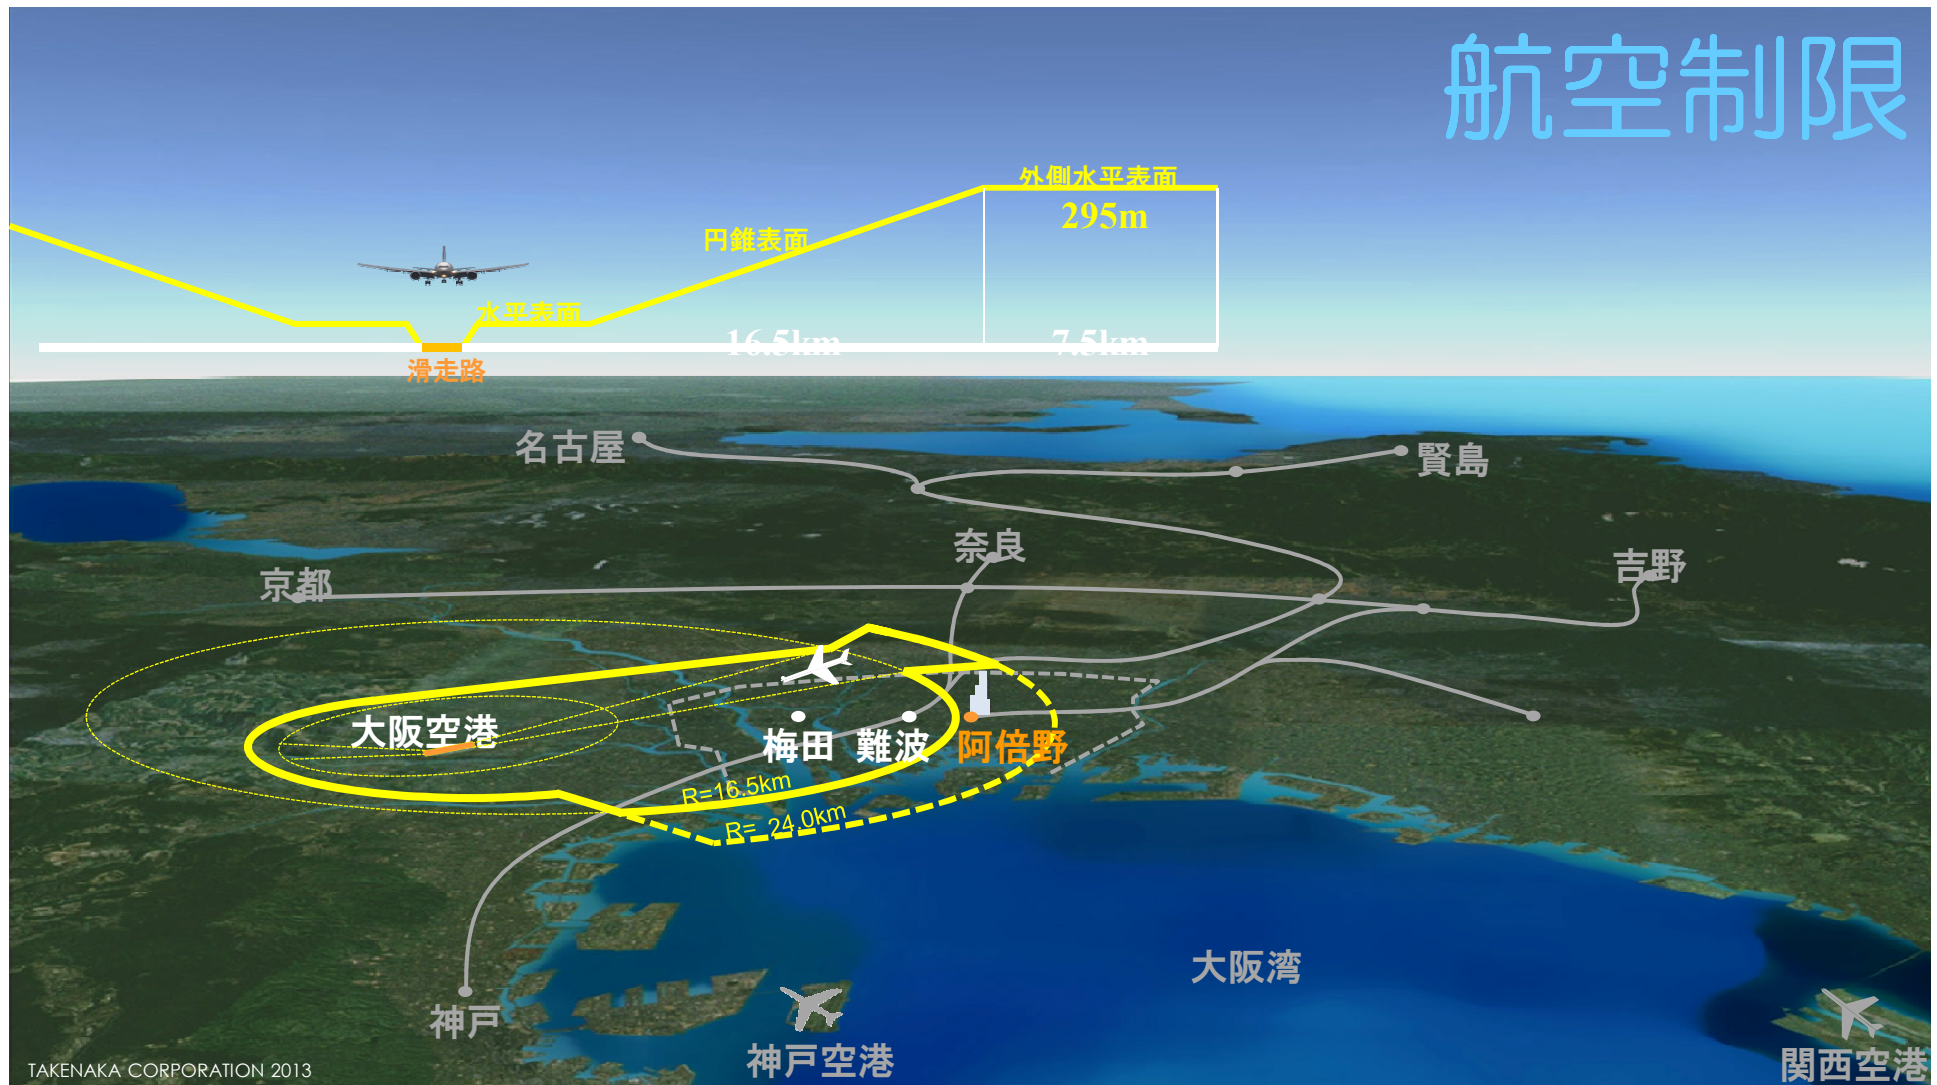 航空制限
外側水平表面
295m
円錐表面
水平表面
16.5km
7.5km
滑走路
名古屋
賢島
奈良
吉野
京都
大阪空港
梅田
難波
阿倍野
R=16.5km
R= 24.0km
大阪湾
神戸
神戸空港
関西空港
TAKENAKA CORPORATION 2013